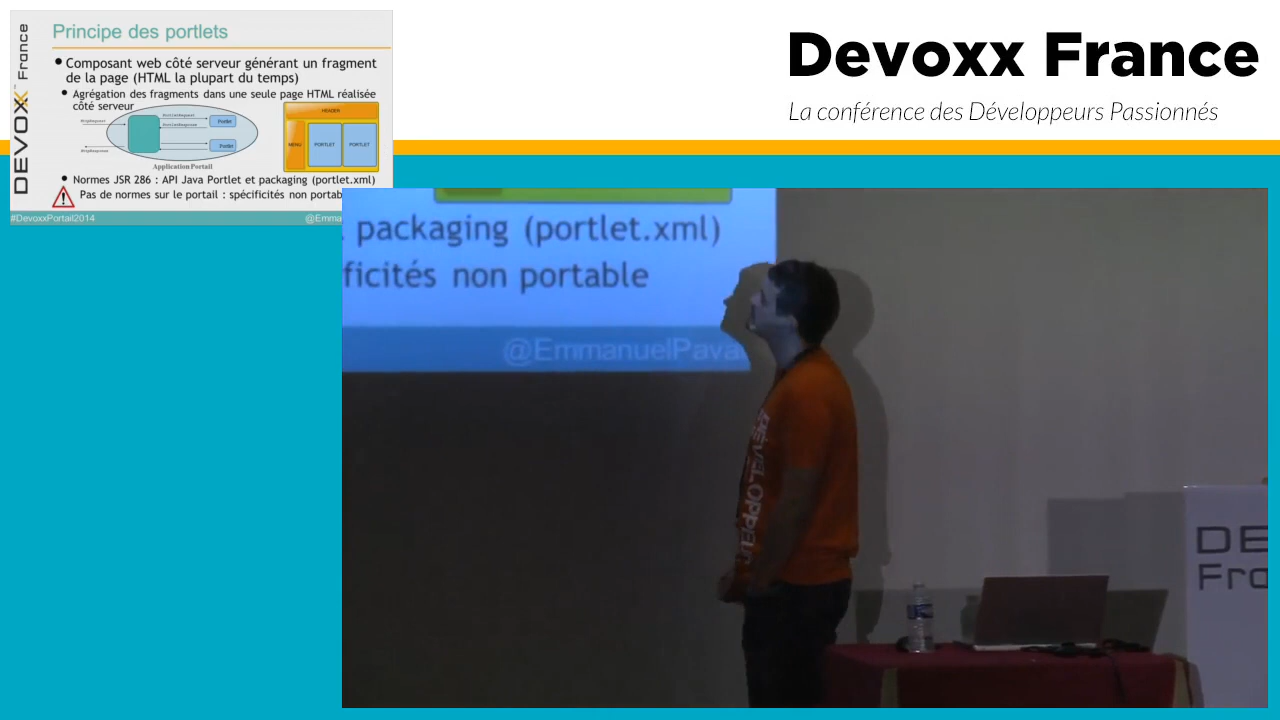 Principe des portlets
DEVOXX™ France
• Composant web côté serveur générant un fragment
de la page (HTML la plupart du temps)
• Agrégation des fragments dans une seule page HTML réalisée
côté serveur
HEADER
MENU
PORTLET
PORTLET
Portlet
Portlet
Application Portail
• Normes JSR 286 : API Java Portlet et packaging (portlet.xml)
Pas de normes sur le portail : spécificités non portab
#DevoxxPortail2014
@Emma
Devoxx France
La conférence des Développeurs Passionnés
packaging (portlet.xml)
ficités non portable
@EmmanuelPava
DÉVELOPPEUR
DE
Fra